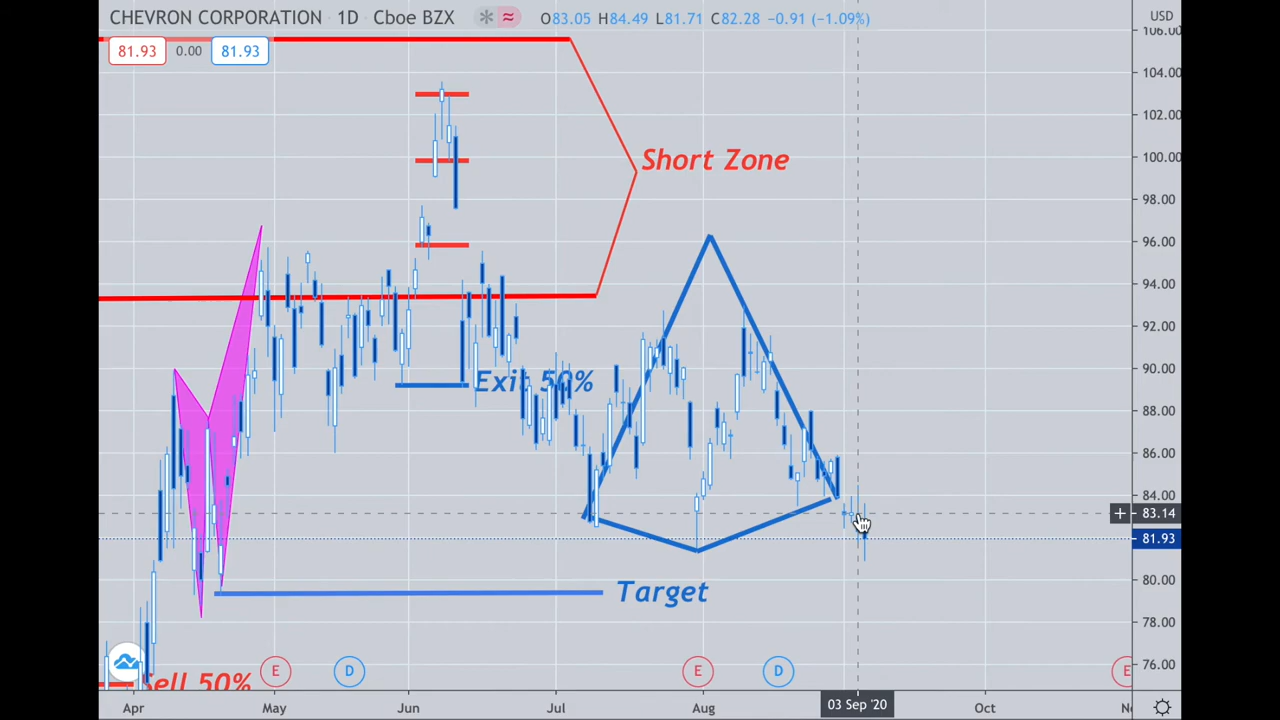 CHEVRON CORPORATION · 1D · Cboe BZX
O83.05 H84.49 L81.71 C82.28 −0.91 (−1.09%)
USD
81.93 0.00 81.93
106.00
104.00
102.00
100.00
98.00
96.00
94.00
92.00
90.00
88.00
86.00
84.00
83.14
81.93
80.00
78.00
76.00
Short Zone
Exit 50%
Target
Sell 50%
E D E D E
Apr May Jun Jul Aug 03 Sep '20 Oct